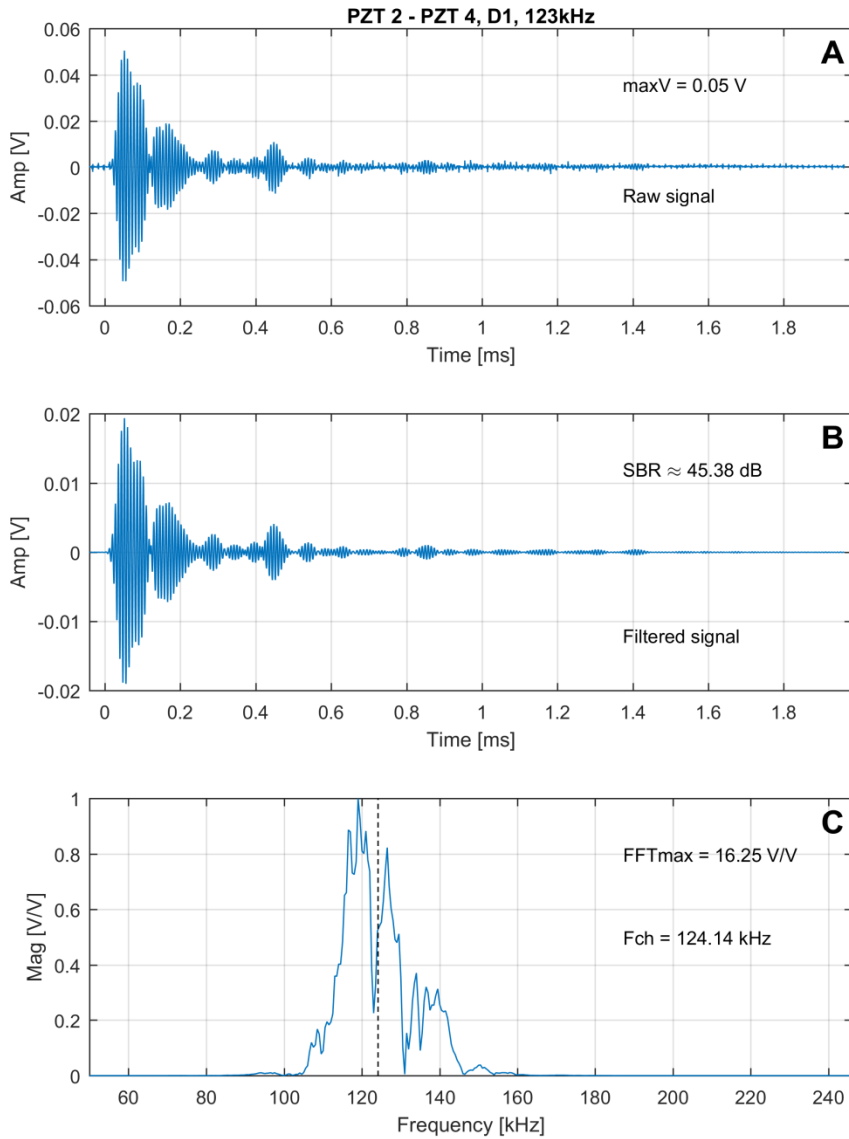 PZT 2 - PZT 4, D1, 123kHz
A
0.06
0.04
0.02
0
-0.02
-0.04
-0.06
Amp [V]
maxV = 0.05 V
Raw signal
0 0.2 0.4 0.6 0.8 1 1.2 1.4 1.6 1.8
Time [ms]
B
0.02
0.01
0
-0.01
-0.02
Amp [V]
SBR ≈ 45.38 dB
Filtered signal
0 0.2 0.4 0.6 0.8 1 1.2 1.4 1.6 1.8
Time [ms]
C
1
0.8
0.6
0.4
0.2
0
Mag [V/V]
FFTmax = 16.25 V/V
Fch = 124.14 kHz
60 80 100 120 140 160 180 200 220 240
Frequency [kHz]